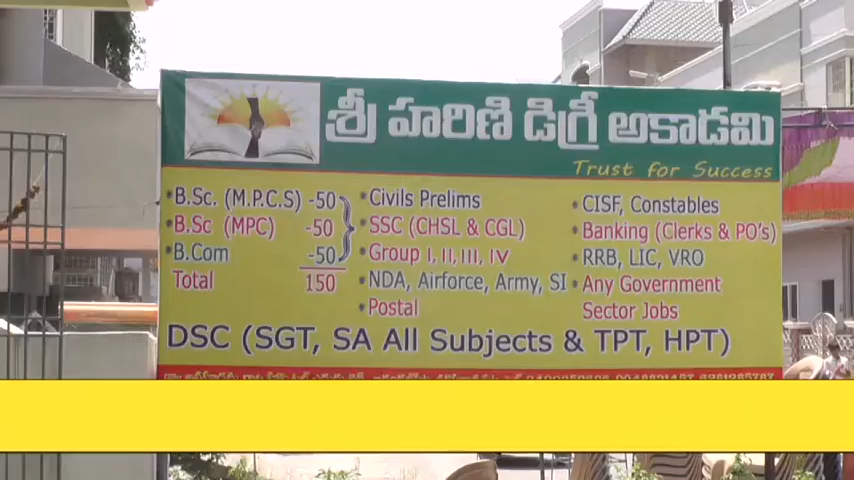 శ్రీ హరిణి డిగ్రీ అకాడమి
Trust for Success
B.Sc. (M.P.C.S) -50
B.Sc (MPC) -50
B.Com -50
Total 150
Civils Prelims
SSC (CHSL & CGL)
Group I,II,III, IV
NDA, Airforce, Army, SI
Postal
CISF, Constables
Banking (Clerks & PO's)
RRB, LIC, VRO
Any Government
Sector Jobs
DSC (SGT, SA All Subjects & TPT, HPT)